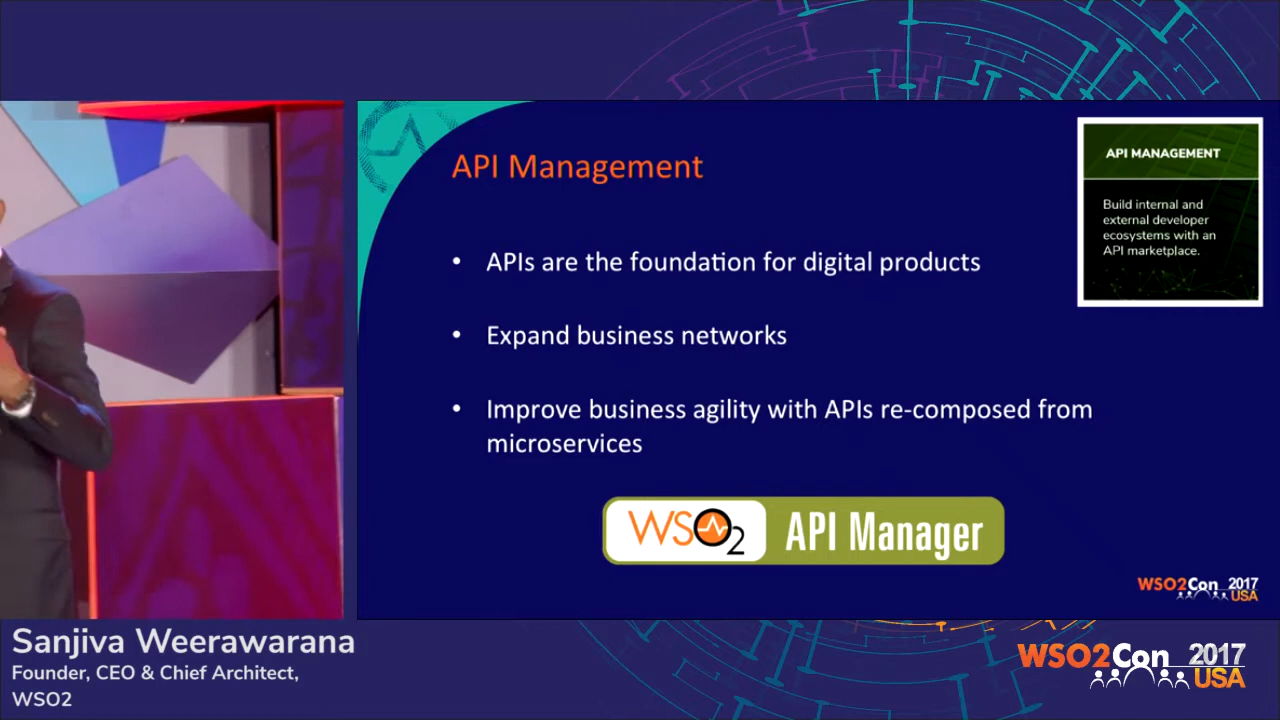 API Management
API MANAGEMENT
Build internal and
external developer
ecosystems with an
API marketplace.
• APIs are the foundation for digital products
• Expand business networks
• Improve business agility with APIs re-composed from
microservices
WSO2 API Manager
WSO2Con 2017
USA
Sanjiva Weerawarana
Founder, CEO & Chief Architect,
WSO2
WSO2Con 2017
USA